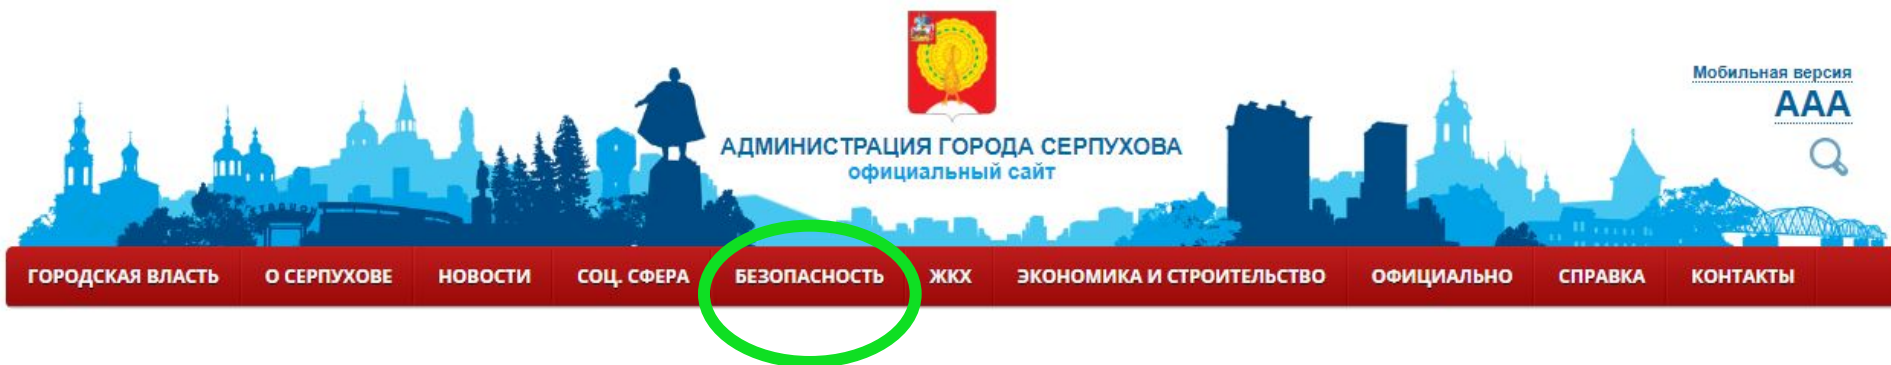 Мобильная версия
ААА
АДМИНИСТРАЦИЯ ГОРОДА СЕРПУХОВА
официальный сайт
ГОРОДСКАЯ ВЛАСТЬ О СЕРПУХОВЕ НОВОСТИ СОЦ. СФЕРА БЕЗОПАСНОСТЬ ЖКХ ЭКОНОМИКА И СТРОИТЕЛЬСТВО ОФИЦИАЛЬНО СПРАВКА КОНТАКТЫ